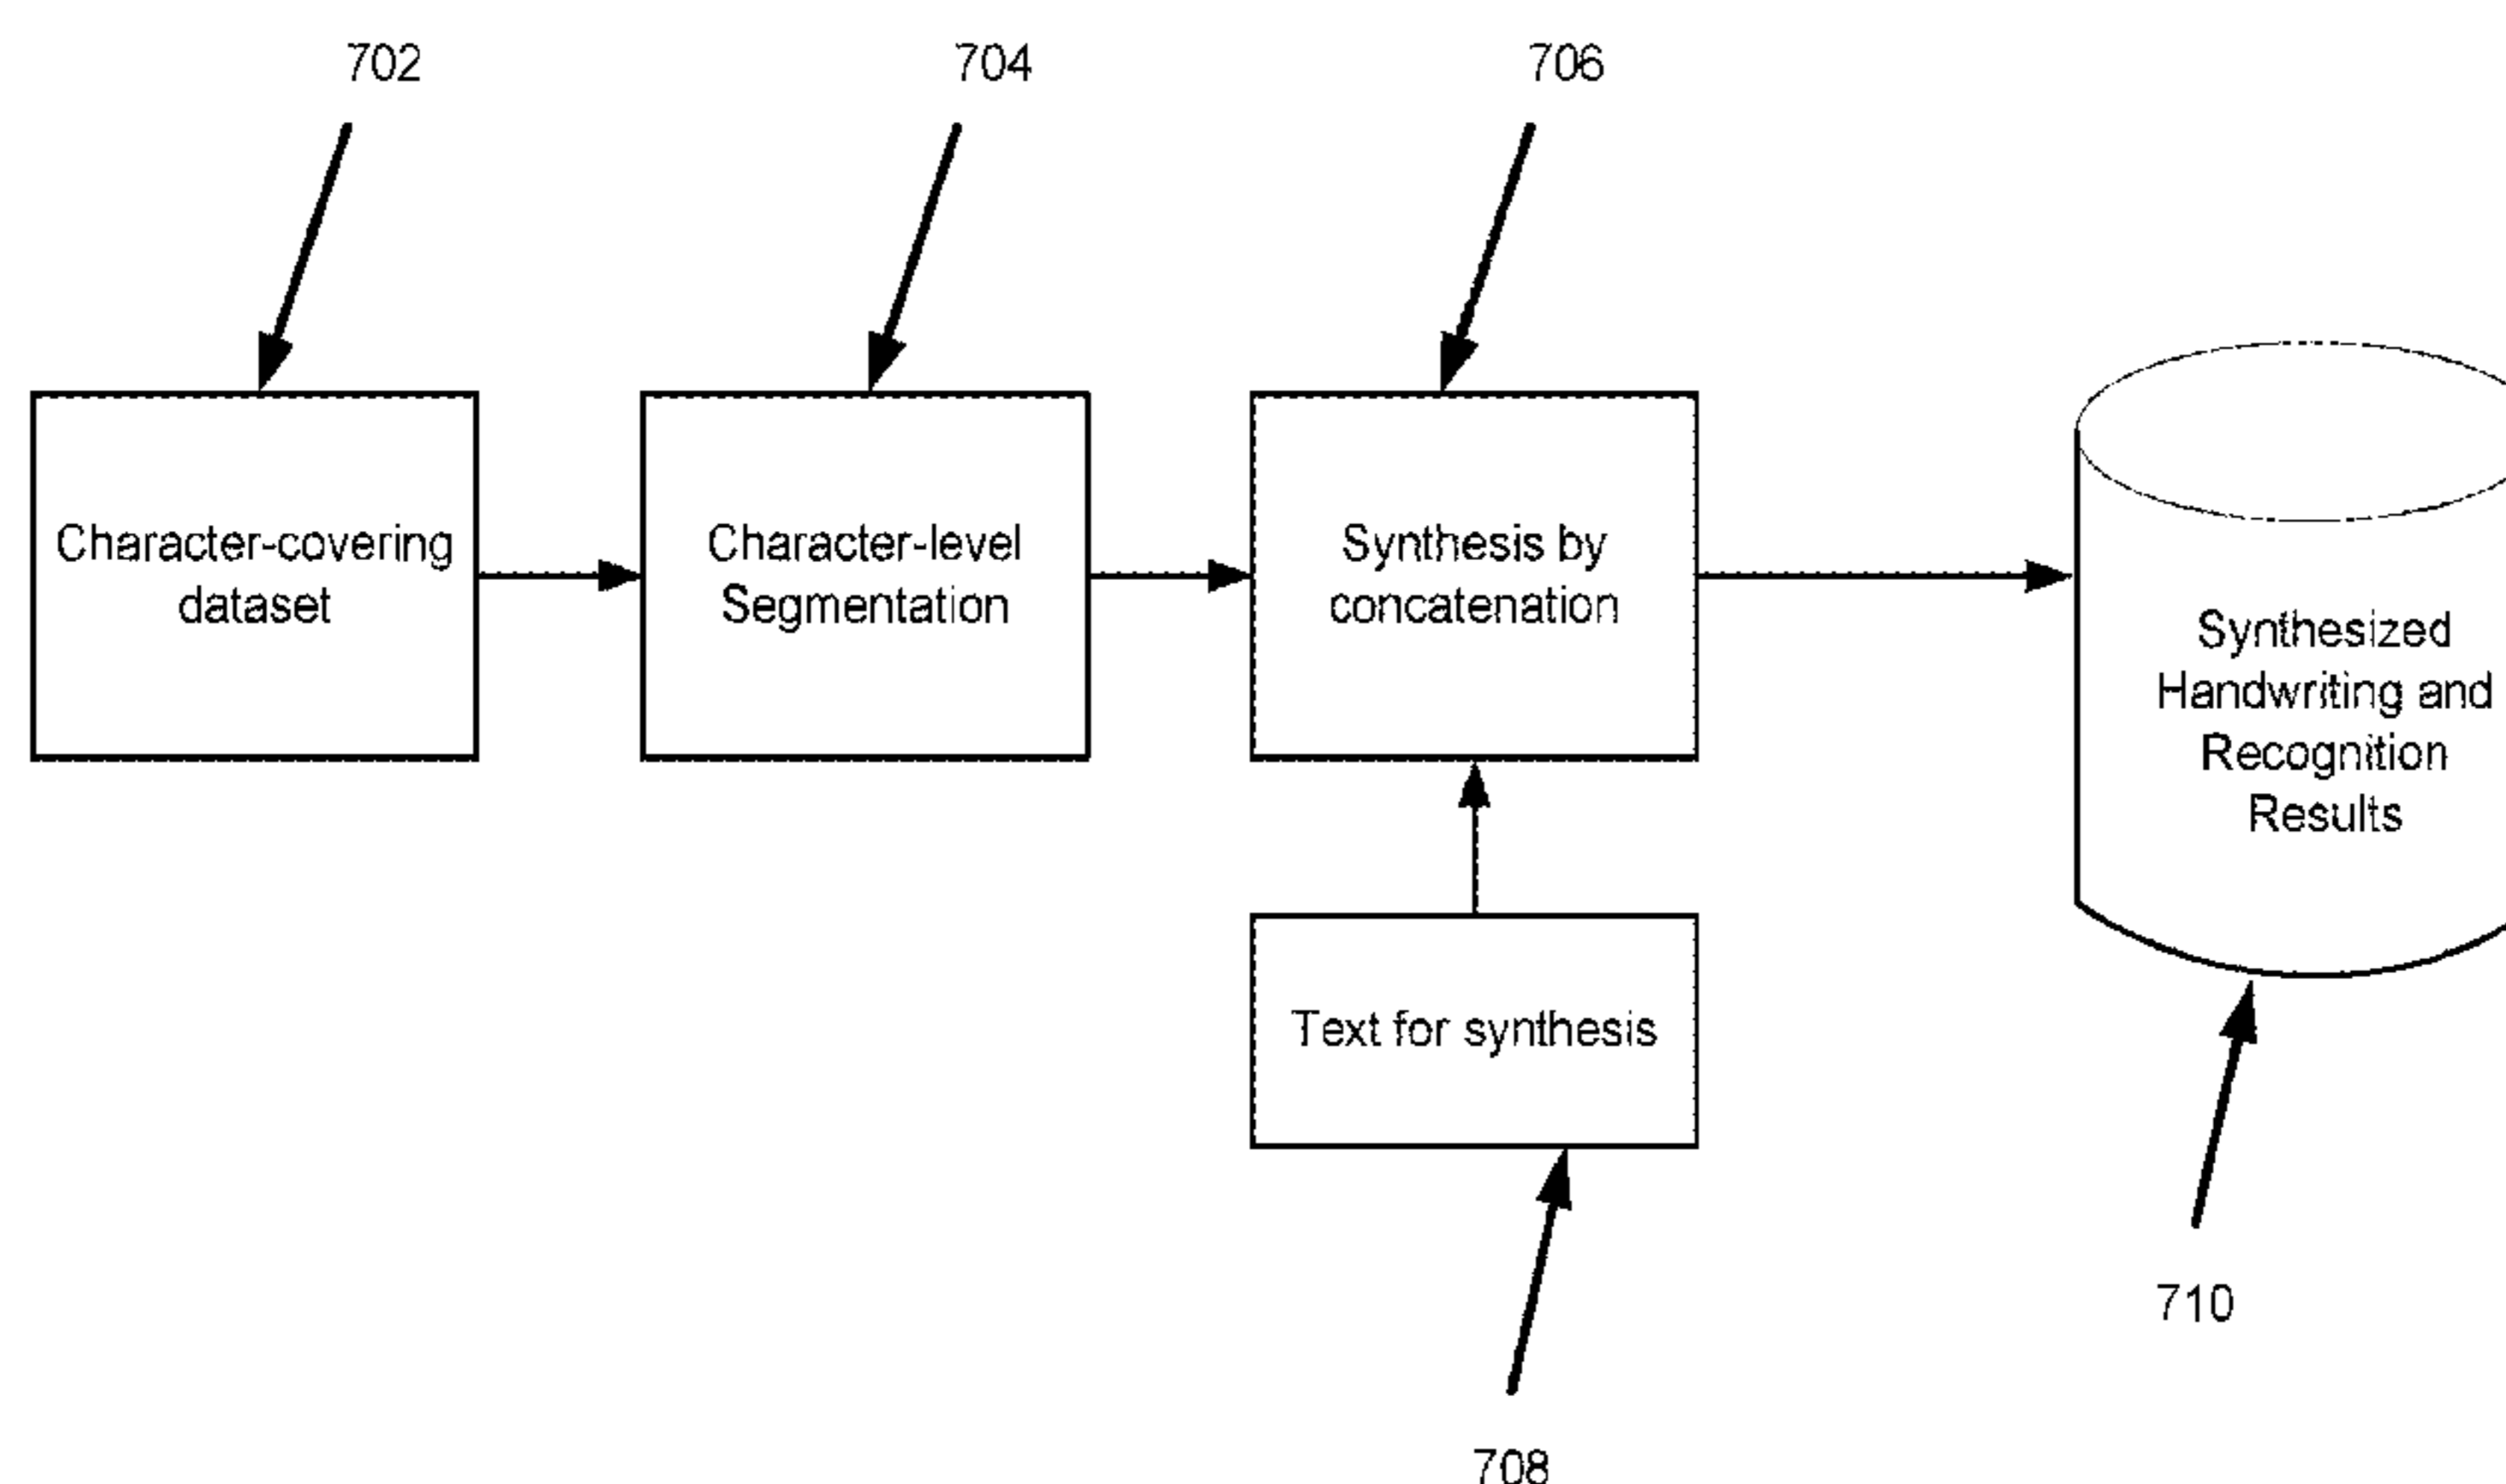 702
704
706
Character-covering
dataset
Character-level
Segmentation
Synthesis by
concatenation
Synthesized
Handwriting and
Recognition
Results
Text for synthesis
710
708